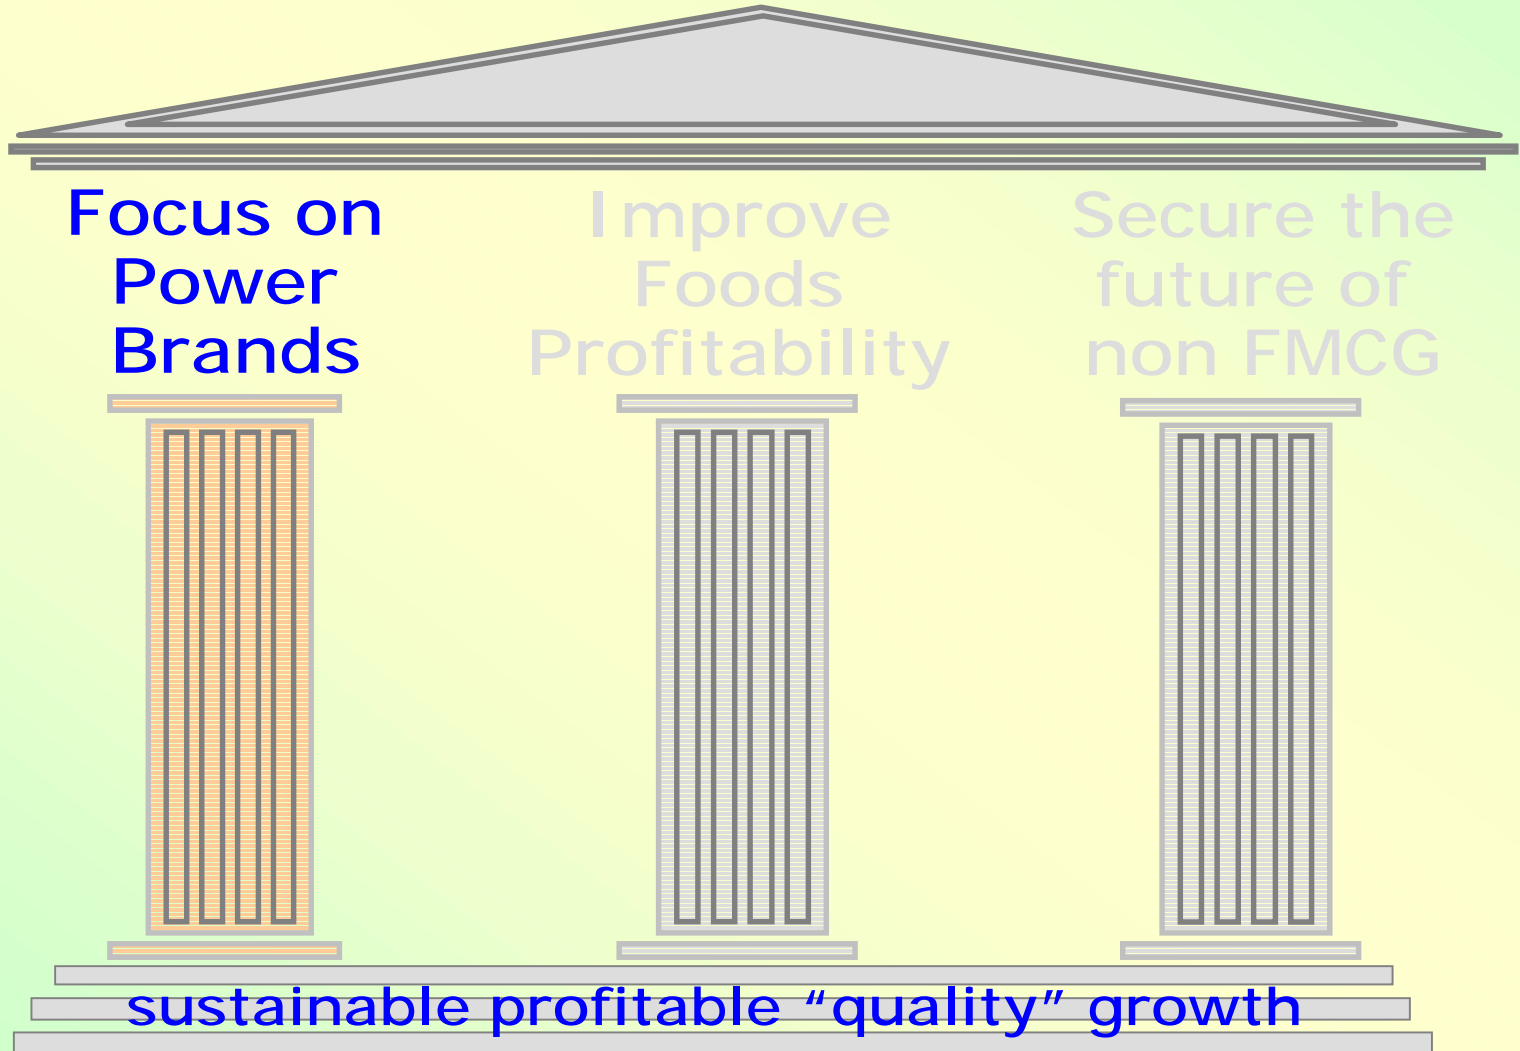 Focus on
Power
Brands
Improve
Foods
Profitability
Secure the
future of
non FMCG
sustainable profitable “quality” growth